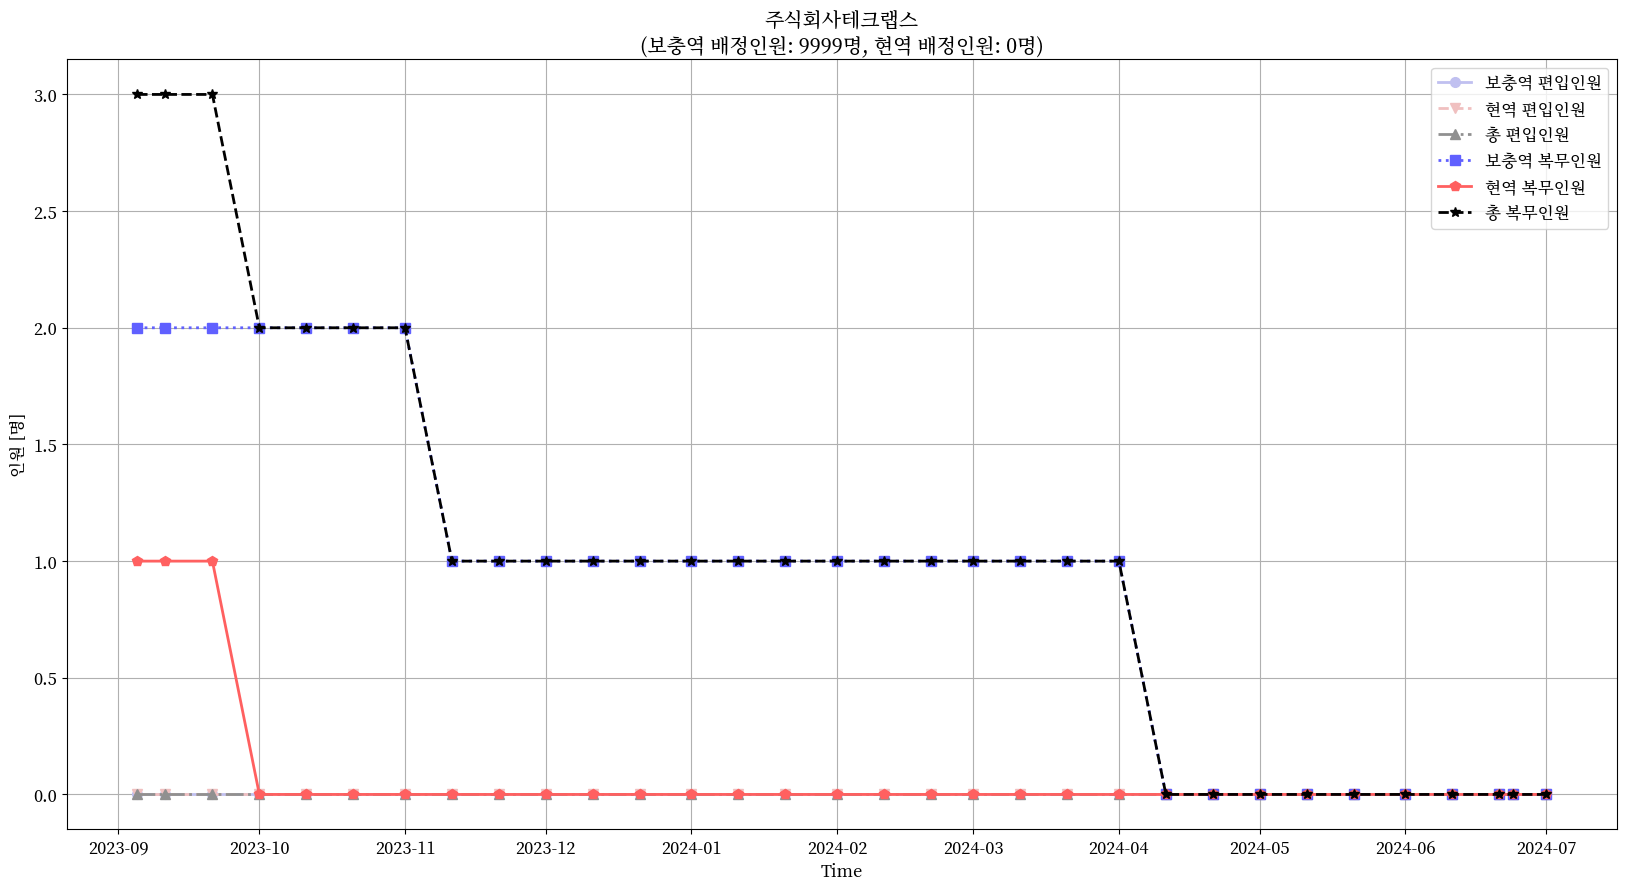 주식회사테크랩스
(보충역 배정인원: 9999명, 현역 배정인원: 0명)
보충역 편입인원
현역 편입인원
총 편입인원
보충역 복무인원
현역 복무인원
총 복무인원
인원 [명]
3.0
2.5
2.0
1.5
1.0
0.5
0.0
2023-09 2023-10 2023-11 2023-12 2024-01 2024-02 2024-03 2024-04 2024-05 2024-06 2024-07
Time